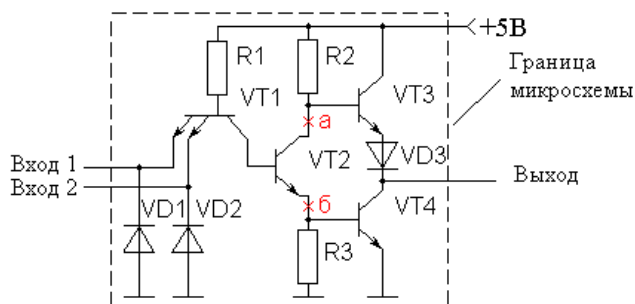 +5В
R1
R2
Граница
микросхемы
VT1
VT3
а
Вход 1
VT2
VD3
Вход 2
Выход
VD1
VD2
б
VT4
R3